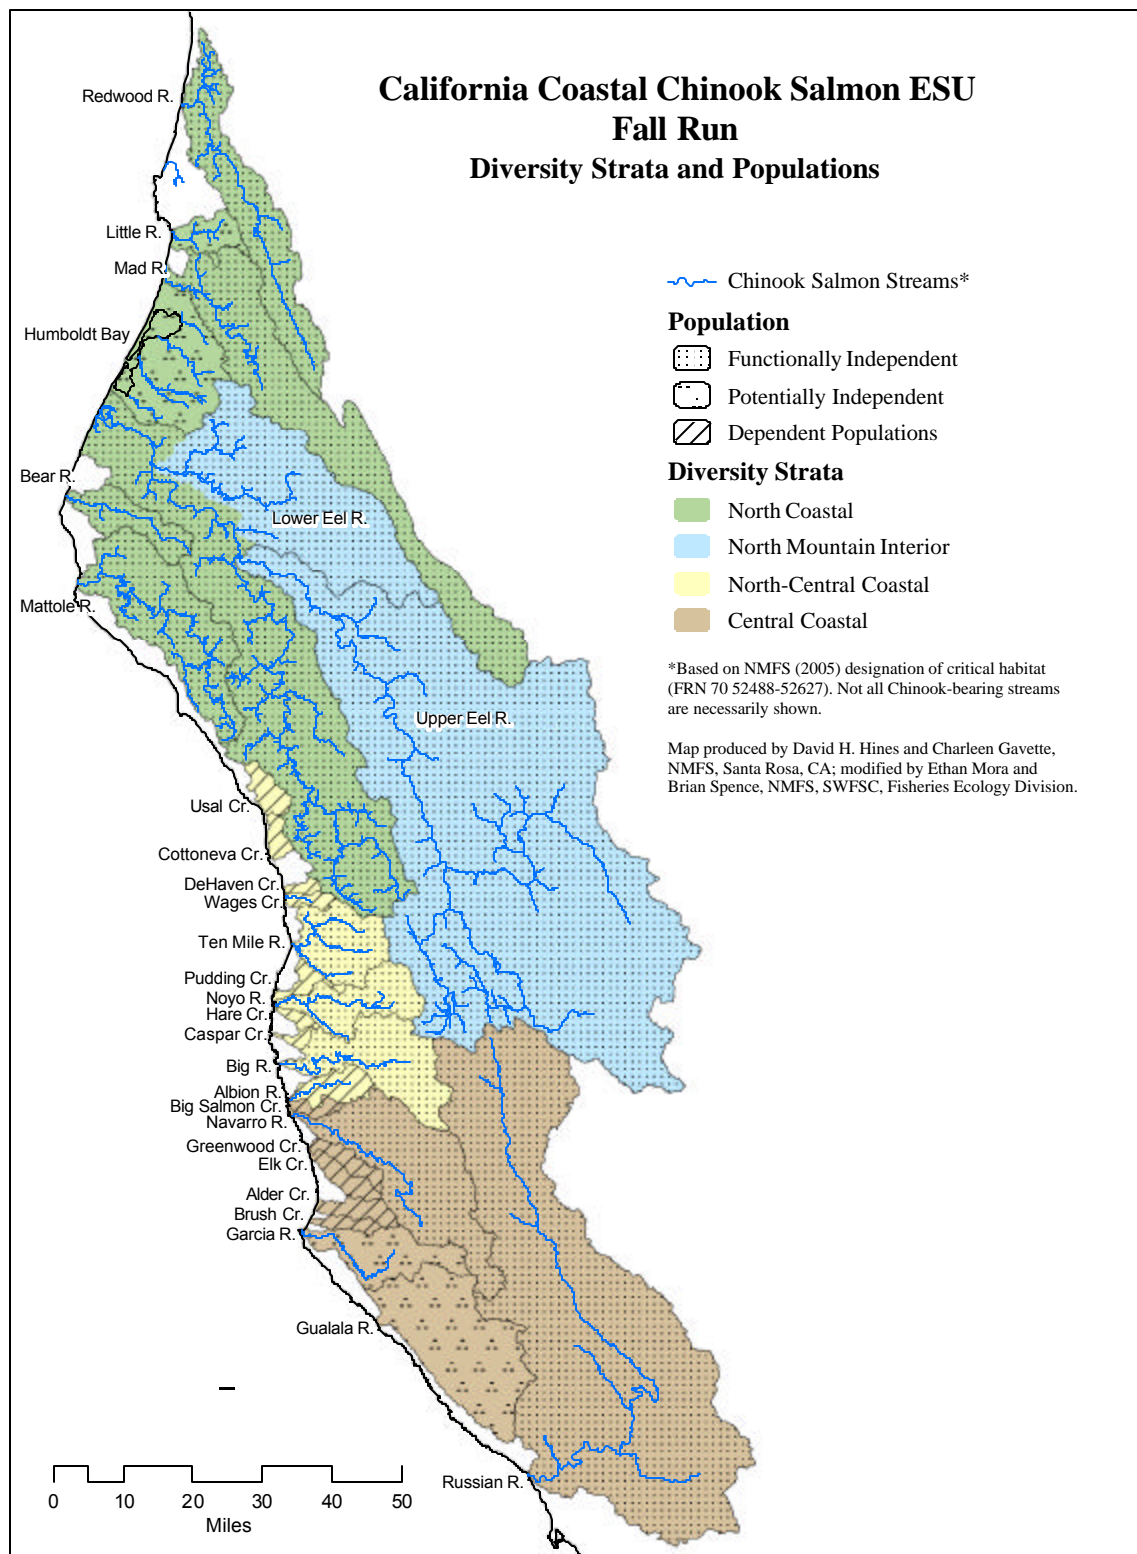 California Coastal Chinook Salmon ESU
Fall Run
Diversity Strata and Populations
Redwood R.
Little R.
Mad R.
Humboldt Bay
Bear R.
Lower Eel R.
Mattole R.
Upper Eel R.
Usal Cr.
Cottoneva Cr.
DeHaven Cr.
Wages Cr.
Ten Mile R.
Pudding Cr.
Noyo R.
Hare Cr.
Caspar Cr.
Big R.
Albion R.
Big Salmon Cr.
Navarro R.
Greenwood Cr.
Elk Cr.
Alder Cr.
Brush Cr.
Garcia R.
Gualala R.
Russian R.
Chinook Salmon Streams*
Population
Functionally Independent
Potentially Independent
Dependent Populations
Diversity Strata
North Coastal
North Mountain Interior
North-Central Coastal
Central Coastal
*Based on NMFS (2005) designation of critical habitat
(FRN 70 52488-52627). Not all Chinook-bearing streams
are necessarily shown.
Map produced by David H. Hines and Charleen Gavette,
NMFS, Santa Rosa, CA; modified by Ethan Mora and
Brian Spence, NMFS, SWFSC, Fisheries Ecology Division.
0 10 20 30 40 50
Miles